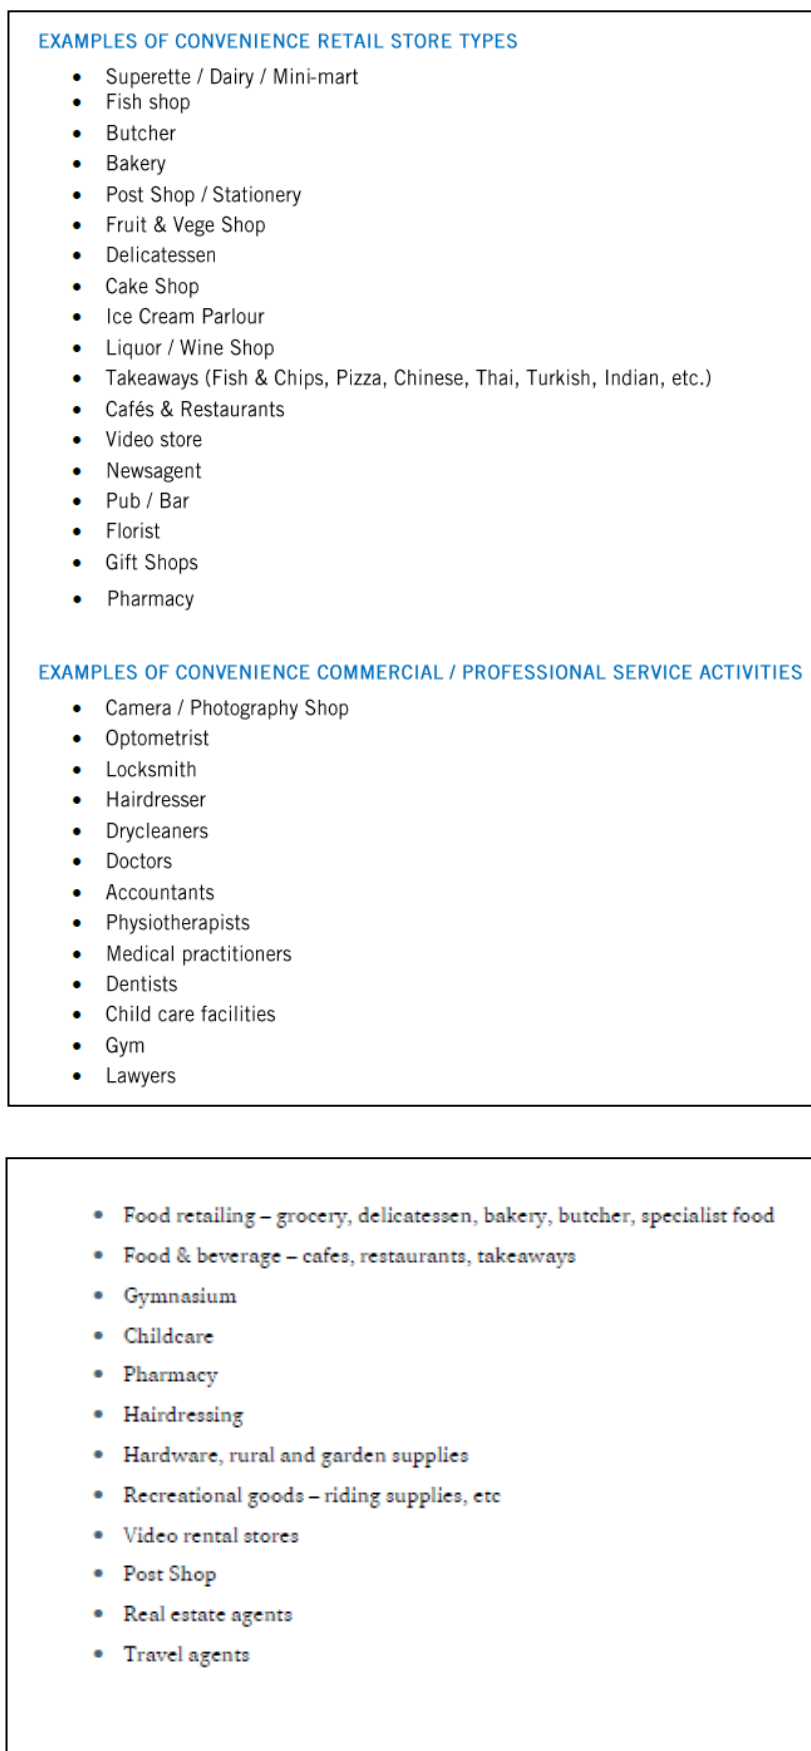 EXAMPLES OF CONVENIENCE RETAIL STORE TYPES
• Superette / Dairy / Mini-mart
• Fish shop
• Butcher
• Bakery
• Post Shop / Stationery
• Fruit & Vege Shop
• Delicatessen
• Cake Shop
• Ice Cream Parlour
• Liquor / Wine Shop
• Takeaways (Fish & Chips, Pizza, Chinese, Thai, Turkish, Indian, etc.)
• Cafés & Restaurants
• Video store
• Newsagent
• Pub / Bar
• Florist
• Gift Shops
• Pharmacy
EXAMPLES OF CONVENIENCE COMMERCIAL / PROFESSIONAL SERVICE ACTIVITIES
• Camera / Photography Shop
• Optometrist
• Locksmith
• Hairdresser
• Drycleaners
• Doctors
• Accountants
• Physiotherapists
• Medical practitioners
• Dentists
• Child care facilities
• Gym
• Lawyers
• Food retailing – grocery, delicatessen, bakery, butcher, specialist food
• Food & beverage – cafes, restaurants, takeaways
• Gymnasium
• Childcare
• Pharmacy
• Hairdressing
• Hardware, rural and garden supplies
• Recreational goods – riding supplies, etc
• Video rental stores
• Post Shop
• Real estate agents
• Travel agents